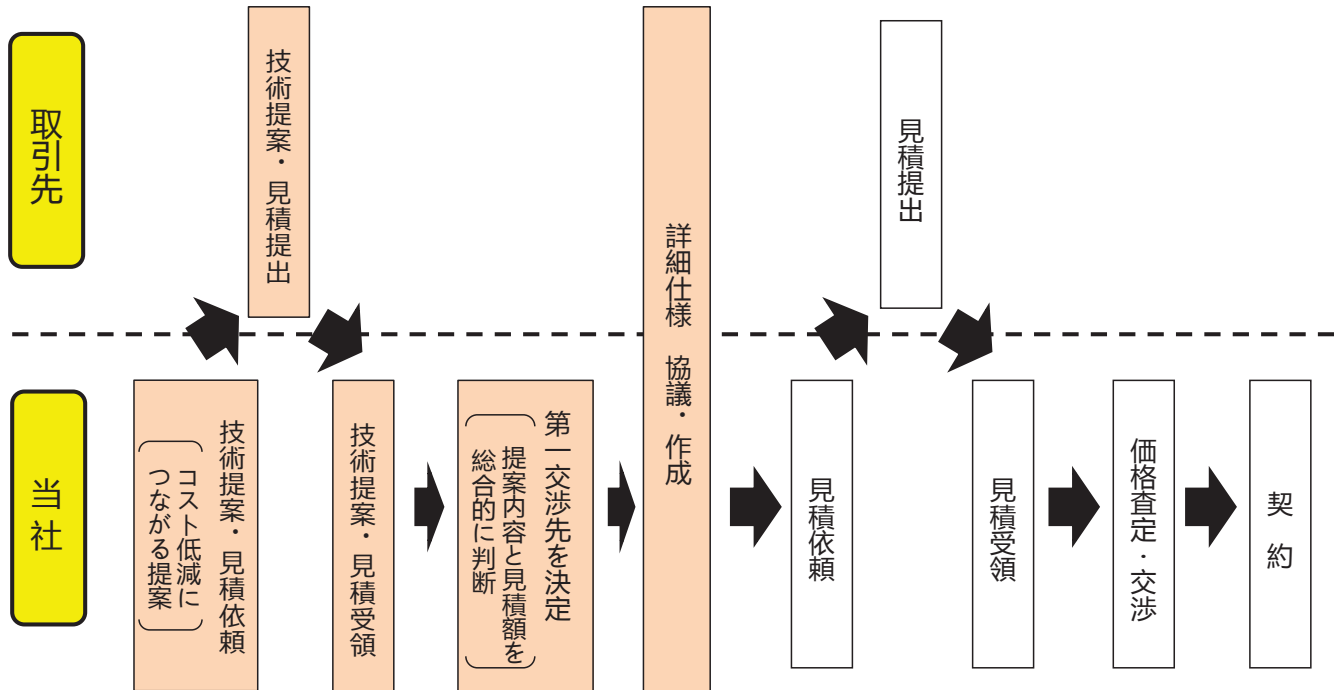 取引先
技術提案・見積提出
見積提出
詳細仕様　協議・作成
当社
技術提案・見積依頼
コスト低減に
つながる提案
技術提案・見積受領
第一交渉先を決定
提案内容と見積額を
総合的に判断
見積依頼
見積受領
価格査定・交渉
契　約